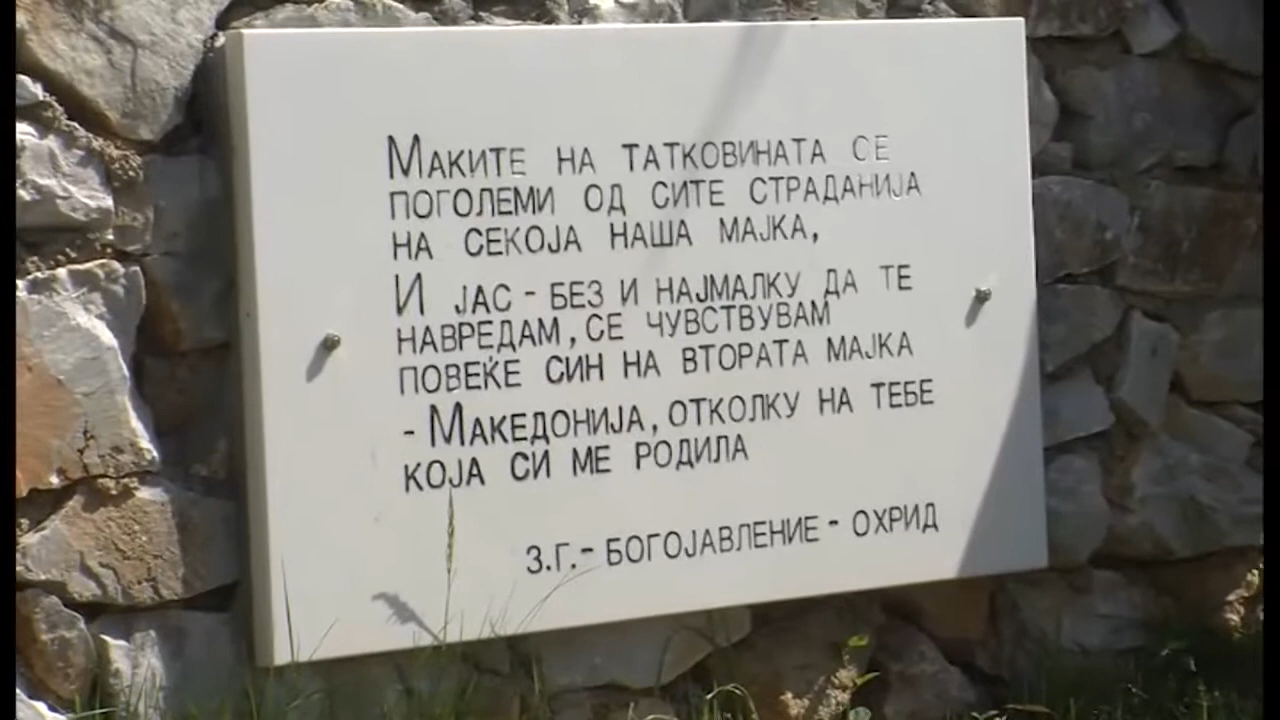 Маките на татковината се
поголеми од сите страданија
на секоја наша мајка,
И јас - без и најмалку да те
навредам, се чувствувам
повеќе син на втората мајка
- Македонија, отколку на тебе
која си ме родила
З.Г. - БОГОЈАВЛЕНИЕ - ОХРИД